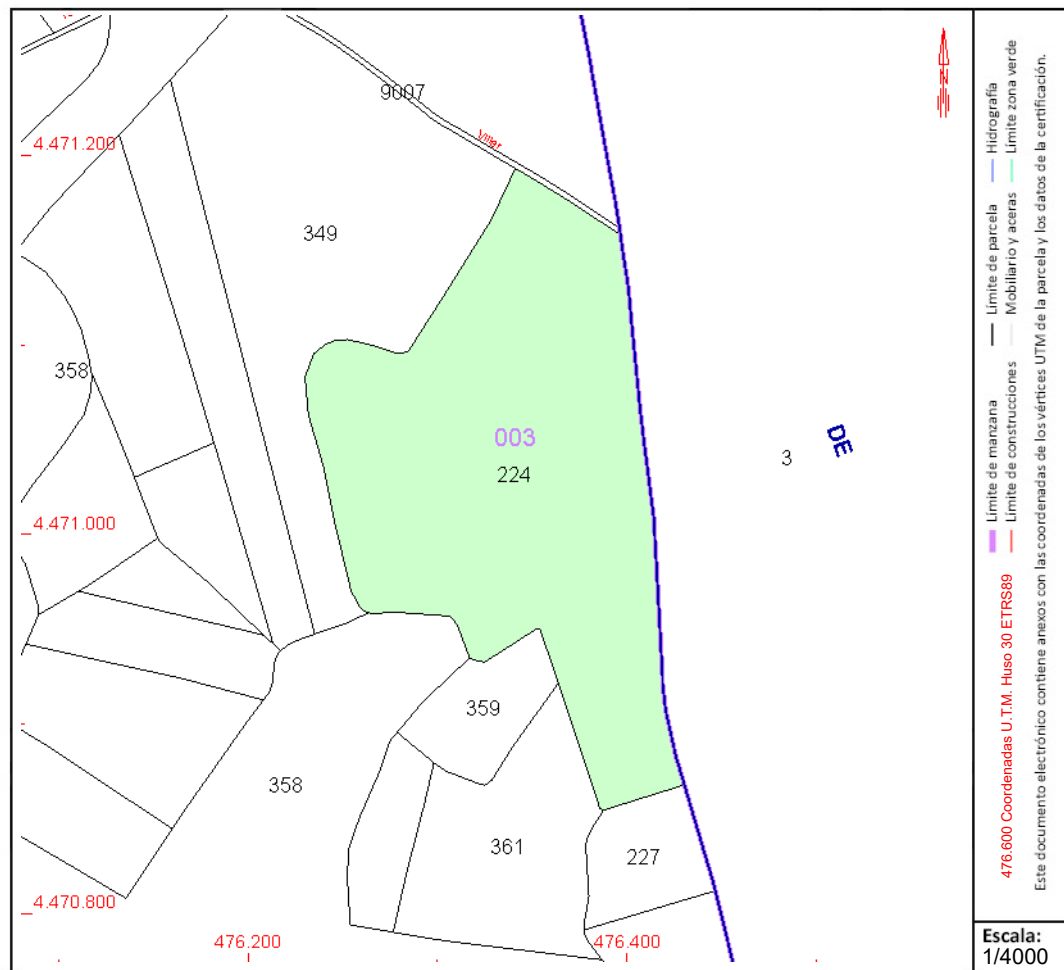 9007
Villar
4.471.200
349
358
003
224
3
DE
4.471.000
359
358
361
227
4.470.800
476.200
476.400
Límite de manzana
Límite de parcela
Hidrografía
Límite de construcciones
Mobiliario y aceras
Límite zona verde
476.600 Coordenadas U.T.M. Huso 30 ETRS89
Este documento electrónico contiene anexos con las coordenadas de los vértices UTM de la parcela y los datos de la certificación.
N
Escala:
1/4000